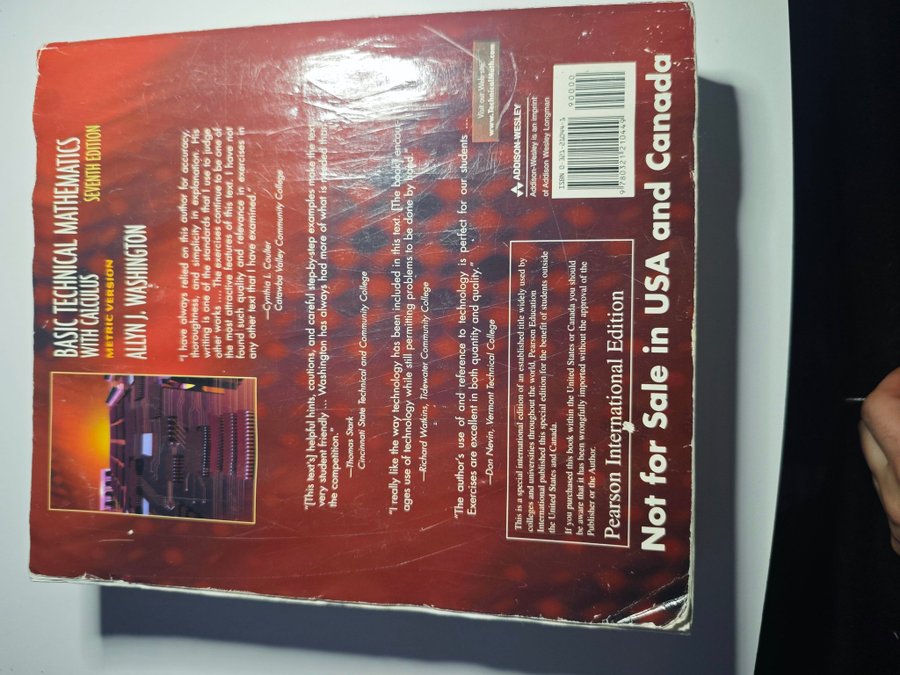 BASIC TECHNICAL MATHEMATICS
WITH CALCULUS SEVENTH EDITION
METRIC VERSION
ALLYN J. WASHINGTON
"I have always relied on this author for accuracy,
thoroughness, and simplicity in explanation. His
writing is one of the standards that I use to judge
other works .... The exercises continue to be one of
the most attractive features of this text. I have not
found such quality and relevance in exercises in
any other text that I have examined."
—Cynthia L. Coulter
Catawba Valley Community College
"[This text's] helpful hints, cautions, and careful step-by-step examples make the text
very student friendly ... Washington has always had more of what is needed than
the competition."
—Thomas Stark
Cincinnati State Technical and Community College
"I really like the way technology has been included in this text. [The book] encour-
ages use of technology while still permitting problems to be done by hand."
—Richard Watkins, Tidewater Community College
"The author's use of and reference to technology is perfect for our students ....
Exercises are excellent in both quantity and quality."
—Don Nevin, Vermont Technical College
Visit our Web site:
www.TechnicalMath.com
ADDISON-WESLEY
Addison-Wesley is an imprint
of Addison Wesley Longman
This is a special international edition of an established title widely used by
colleges and universities throughout the world. Pearson Education
International published this special edition for the benefit of students outside
the United States and Canada.
If you purchased this book within the United States or Canada you should
be aware that it has been wrongfully imported without the approval of the
Publisher or the Author.
Pearson International Edition
90000
9 780321 210449
Not for Sale in USA and Canada